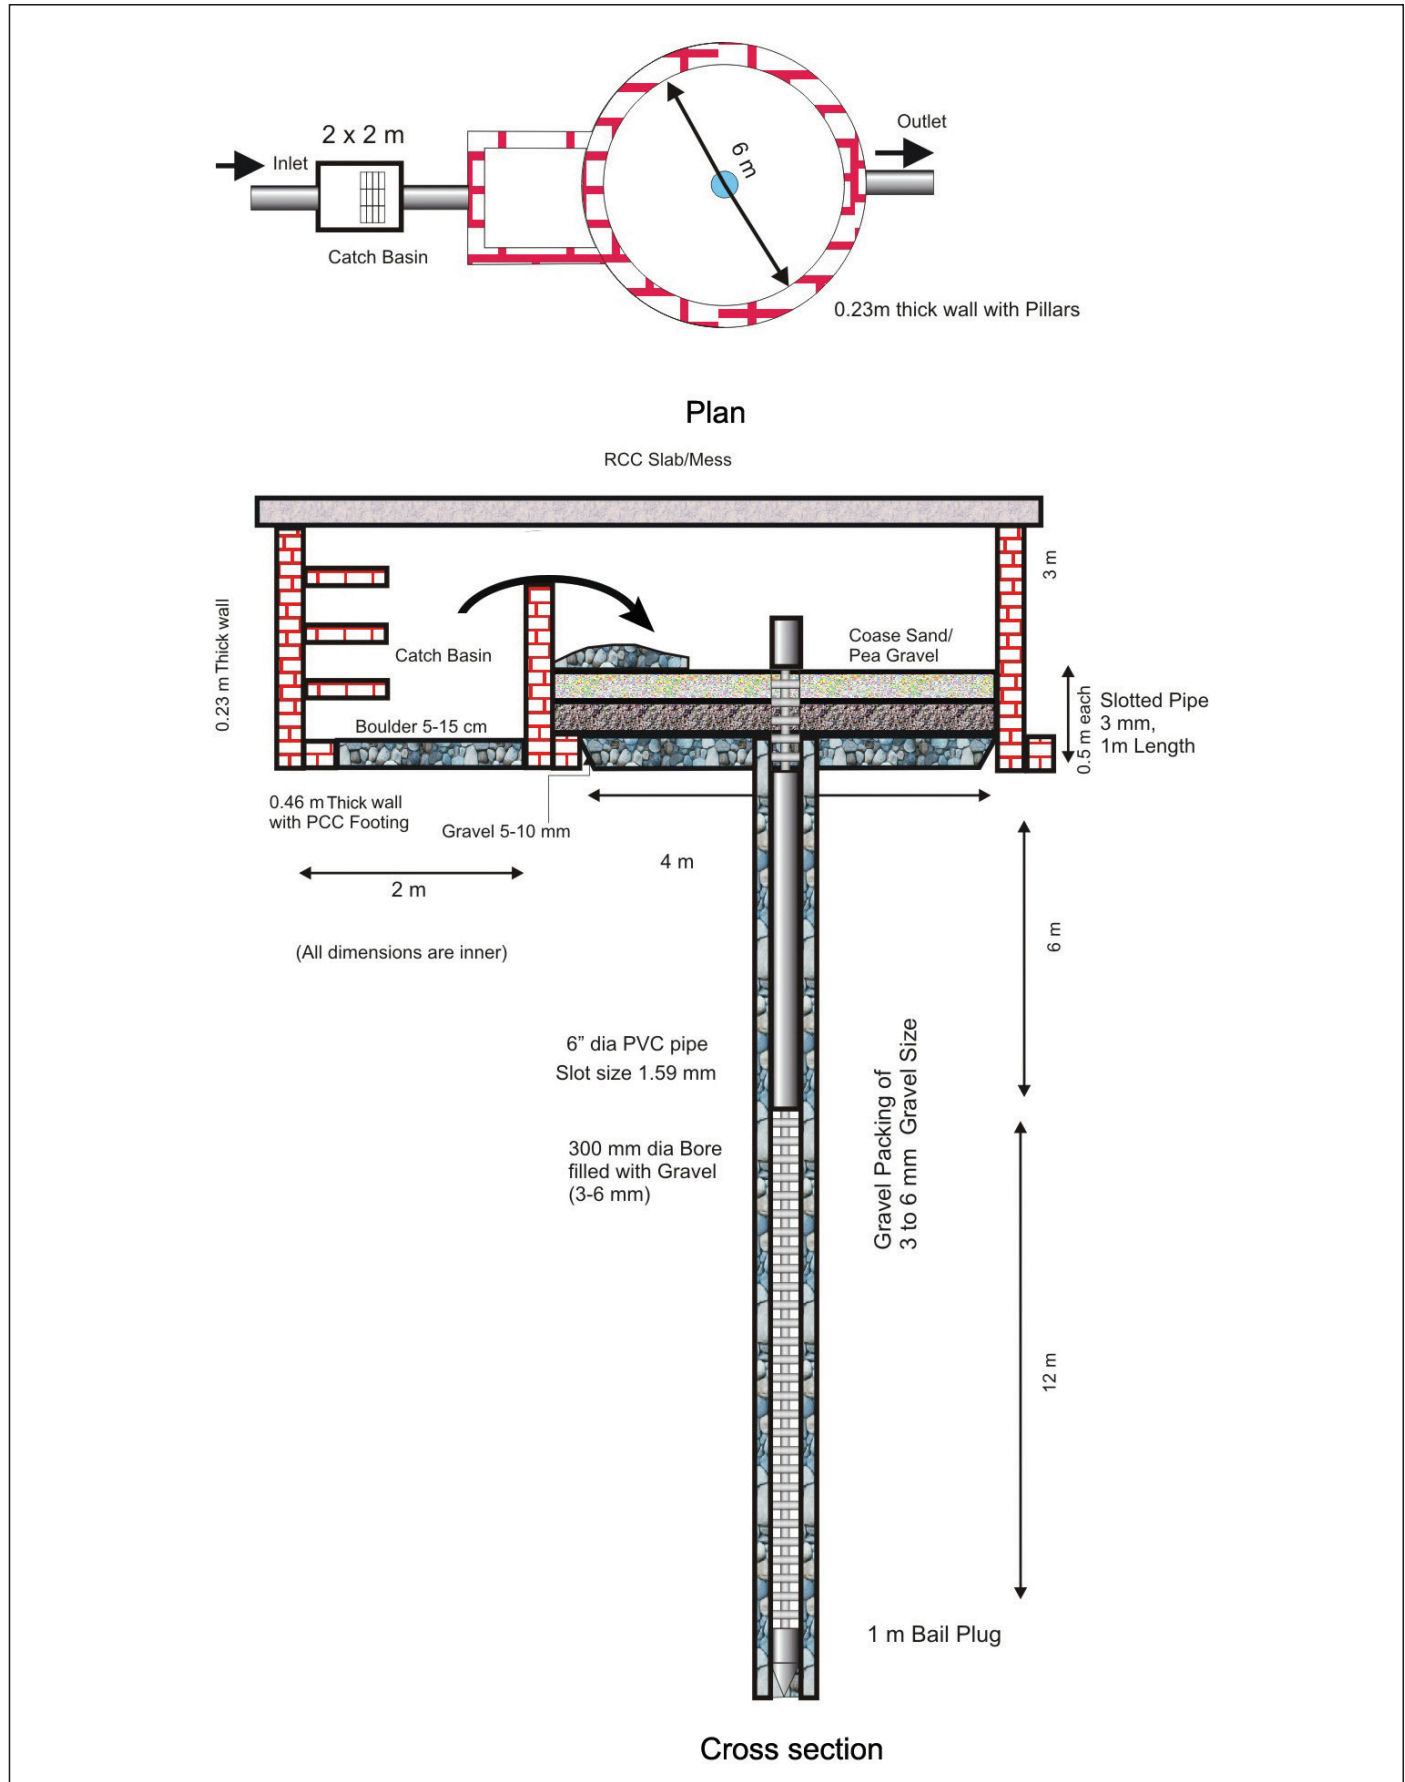 2 x 2 m
Inlet
Catch Basin
6 m
Outlet
0.23m thick wall with Pillars
Plan
RCC Slab/Mess
0.23 m Thick wall
Catch Basin
Boulder 5-15 cm
Coase Sand/
Pea Gravel
3 m
0.5 m each
Slotted Pipe
3 mm,
1m Length
0.46 m Thick wall
with PCC Footing
Gravel 5-10 mm
2 m
4 m
(All dimensions are inner)
6 m
6” dia PVC pipe
Slot size 1.59 mm
300 mm dia Bore
filled with Gravel
(3-6 mm)
Gravel Packing of
3 to 6 mm Gravel Size
12 m
1 m Bail Plug
Cross section